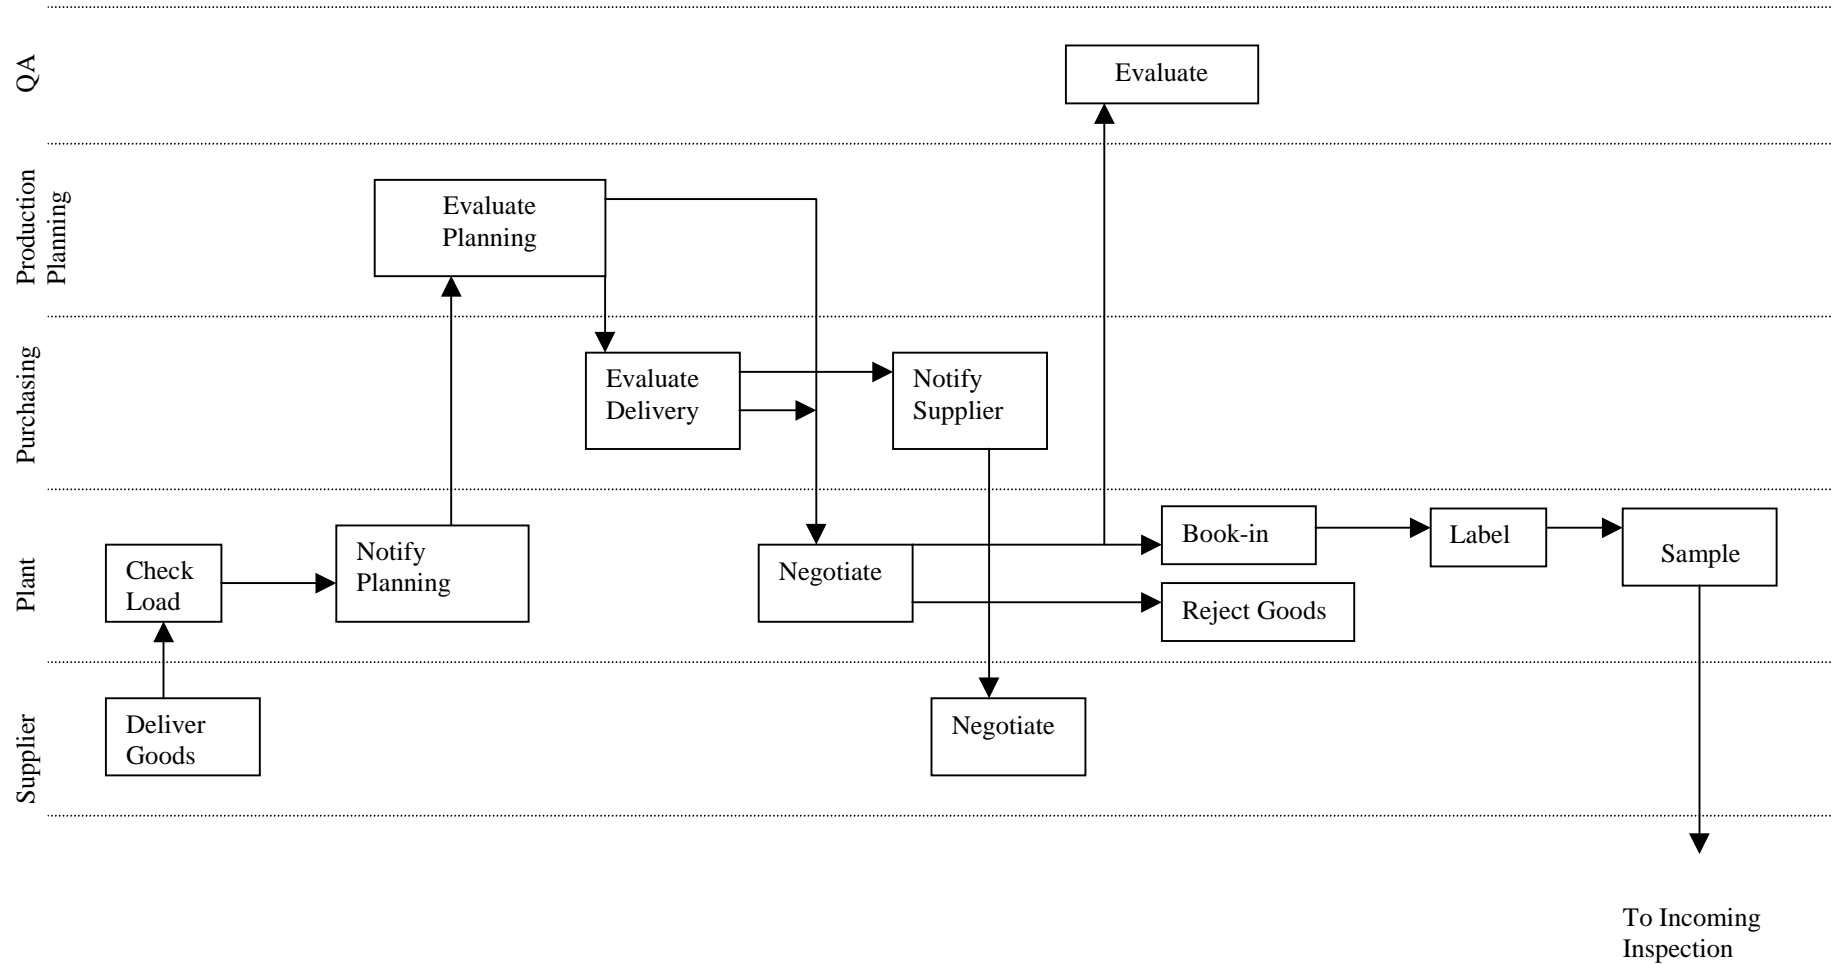 QA
Evaluate
Production
Planning
Evaluate
Planning
Purchasing
Evaluate
Delivery
Notify
Supplier
Plant
Check
Load
Notify
Planning
Negotiate
Book-in
Label
Sample
Reject Goods
Supplier
Deliver
Goods
Negotiate
To Incoming
Inspection